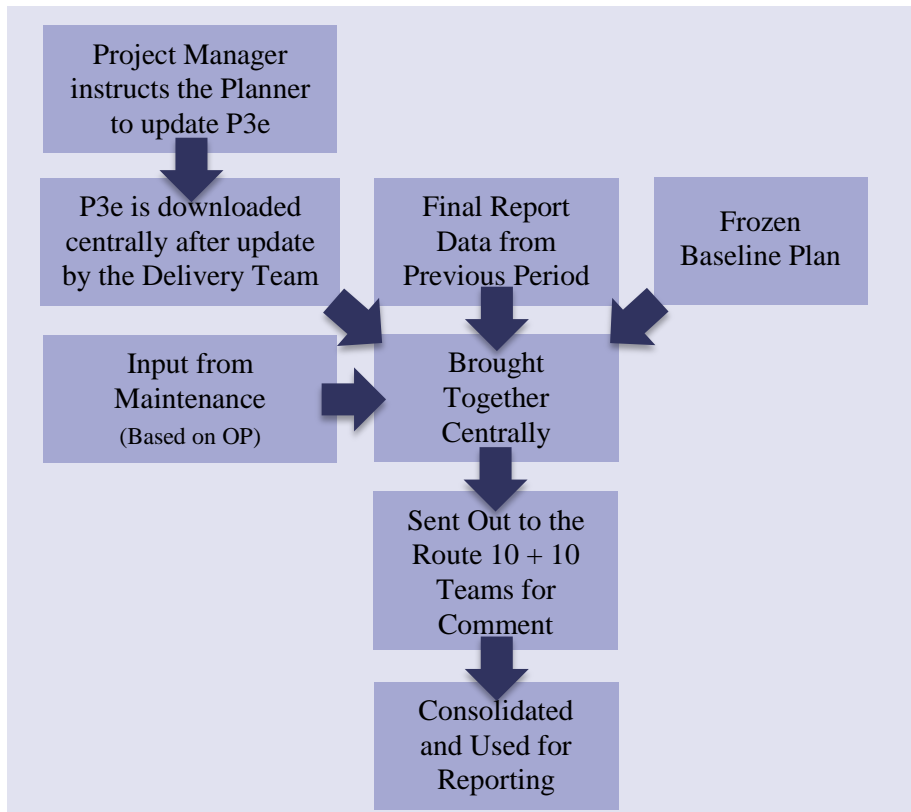 Project Manager
instructs the Planner
to update P3e
P3e is downloaded
centrally after update
by the Delivery Team
Final Report
Data from
Previous Period
Frozen
Baseline Plan
Input from
Maintenance
(Based on OP)
Brought
Together
Centrally
Sent Out to the
Route 10 + 10
Teams for
Comment
Consolidated
and Used for
Reporting